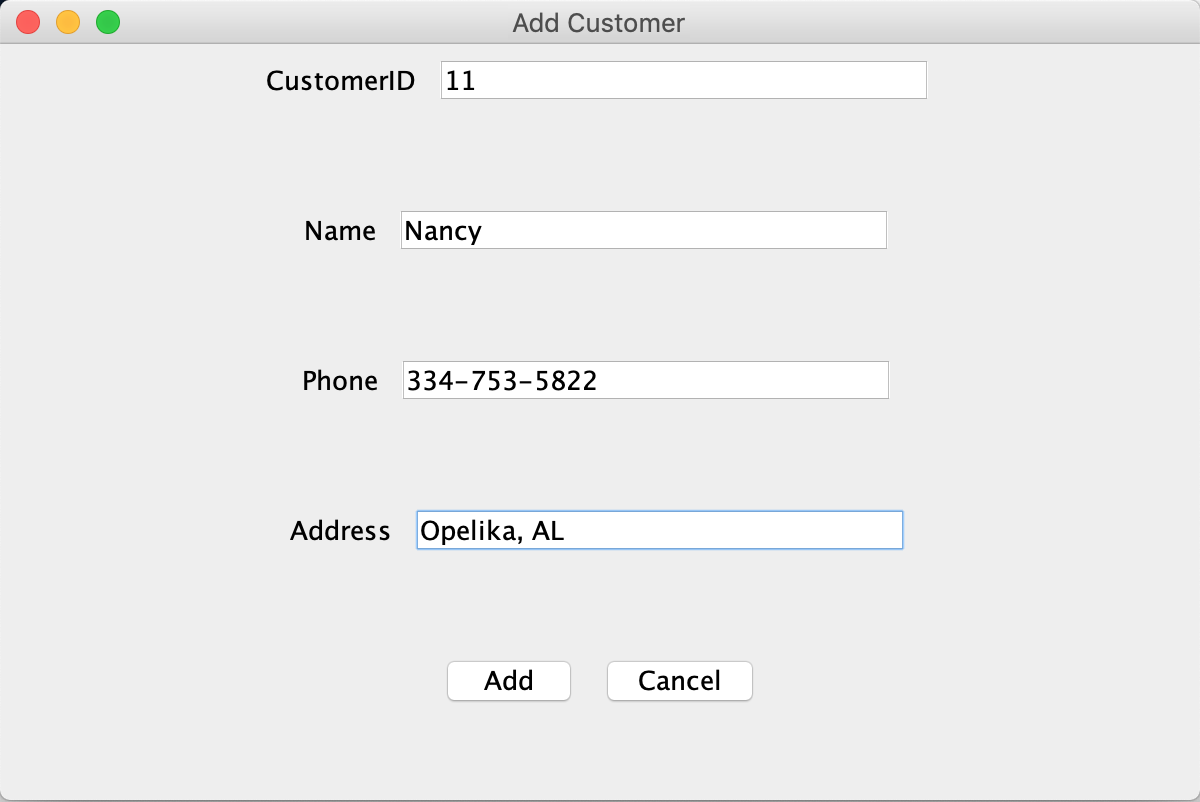 Add Customer
CustomerID 11
Name Nancy
Phone 334-753-5822
Address Opelika, AL
Add Cancel